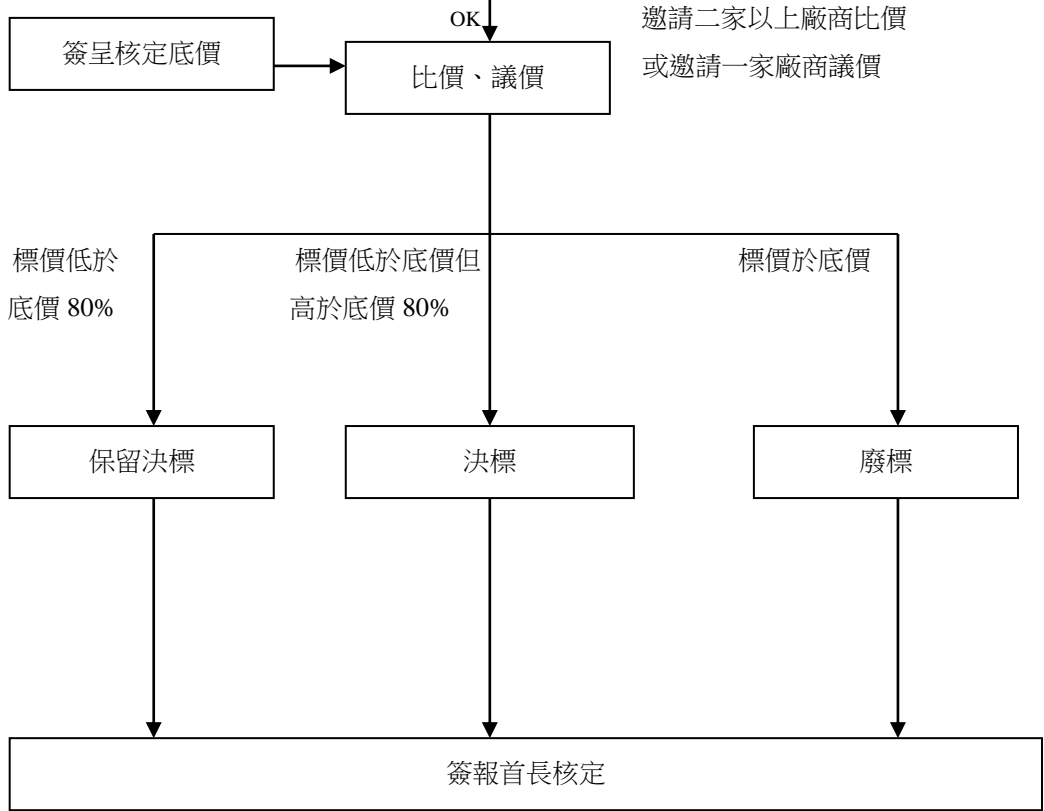 OK
邀請二家以上廠商比價
或邀請一家廠商議價
簽呈核定底價
比價、議價
標價低於
底價 80%
標價低於底價但
高於底價 80%
標價於底價
保留決標
決標
廢標
簽報首長核定